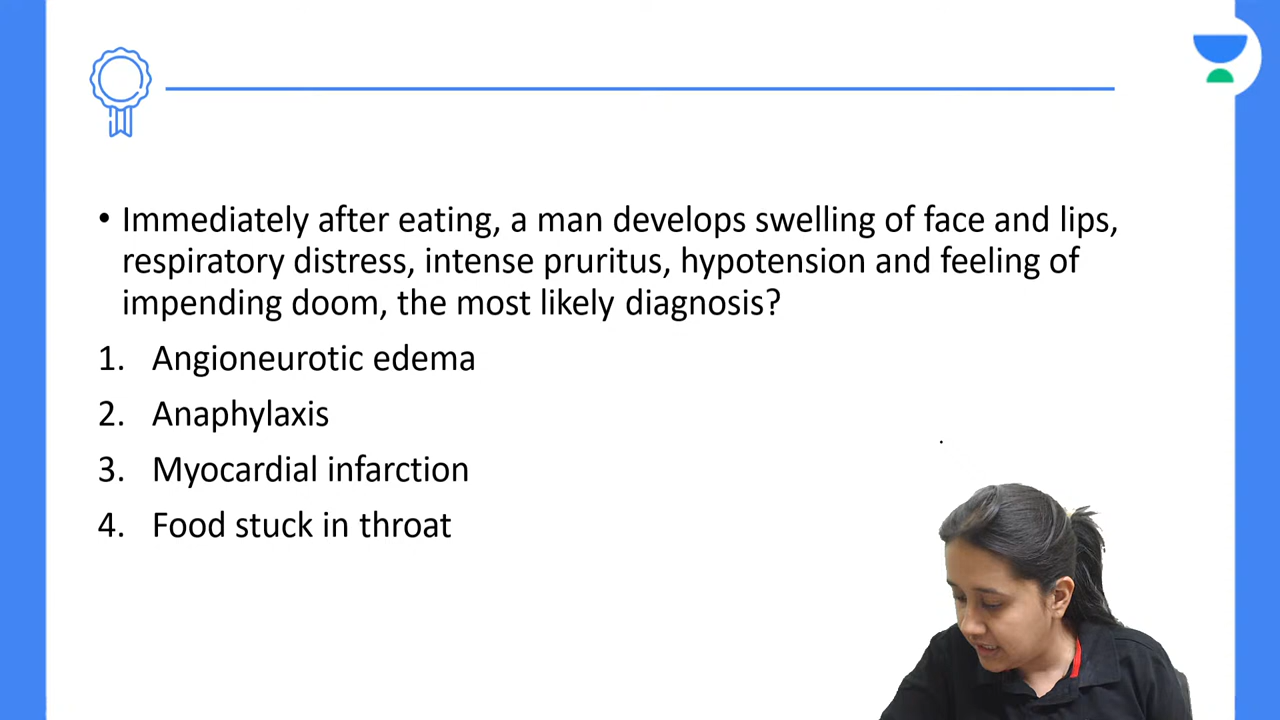 • Immediately after eating, a man develops swelling of face and lips,
respiratory distress, intense pruritus, hypotension and feeling of
impending doom, the most likely diagnosis?
1. Angioneurotic edema
2. Anaphylaxis
3. Myocardial infarction
4. Food stuck in throat